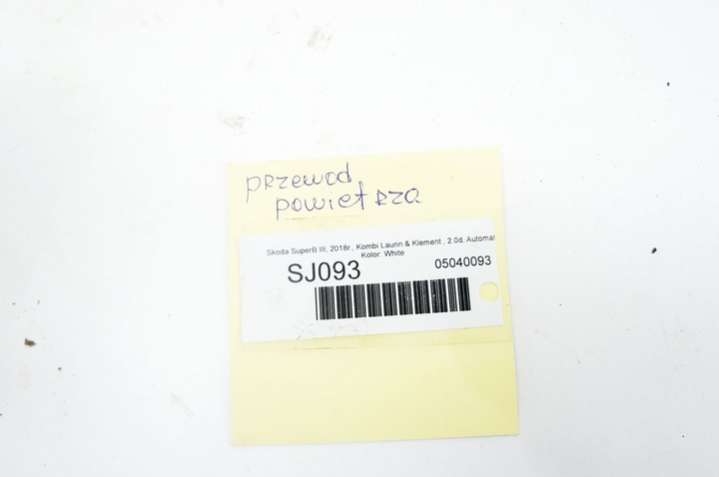 przewod
powietrza
Skoda SuperB III, 2018r., Kombi Laurin & Klement , 2.0d. Automat
Kolor: White
SJ093
05040093